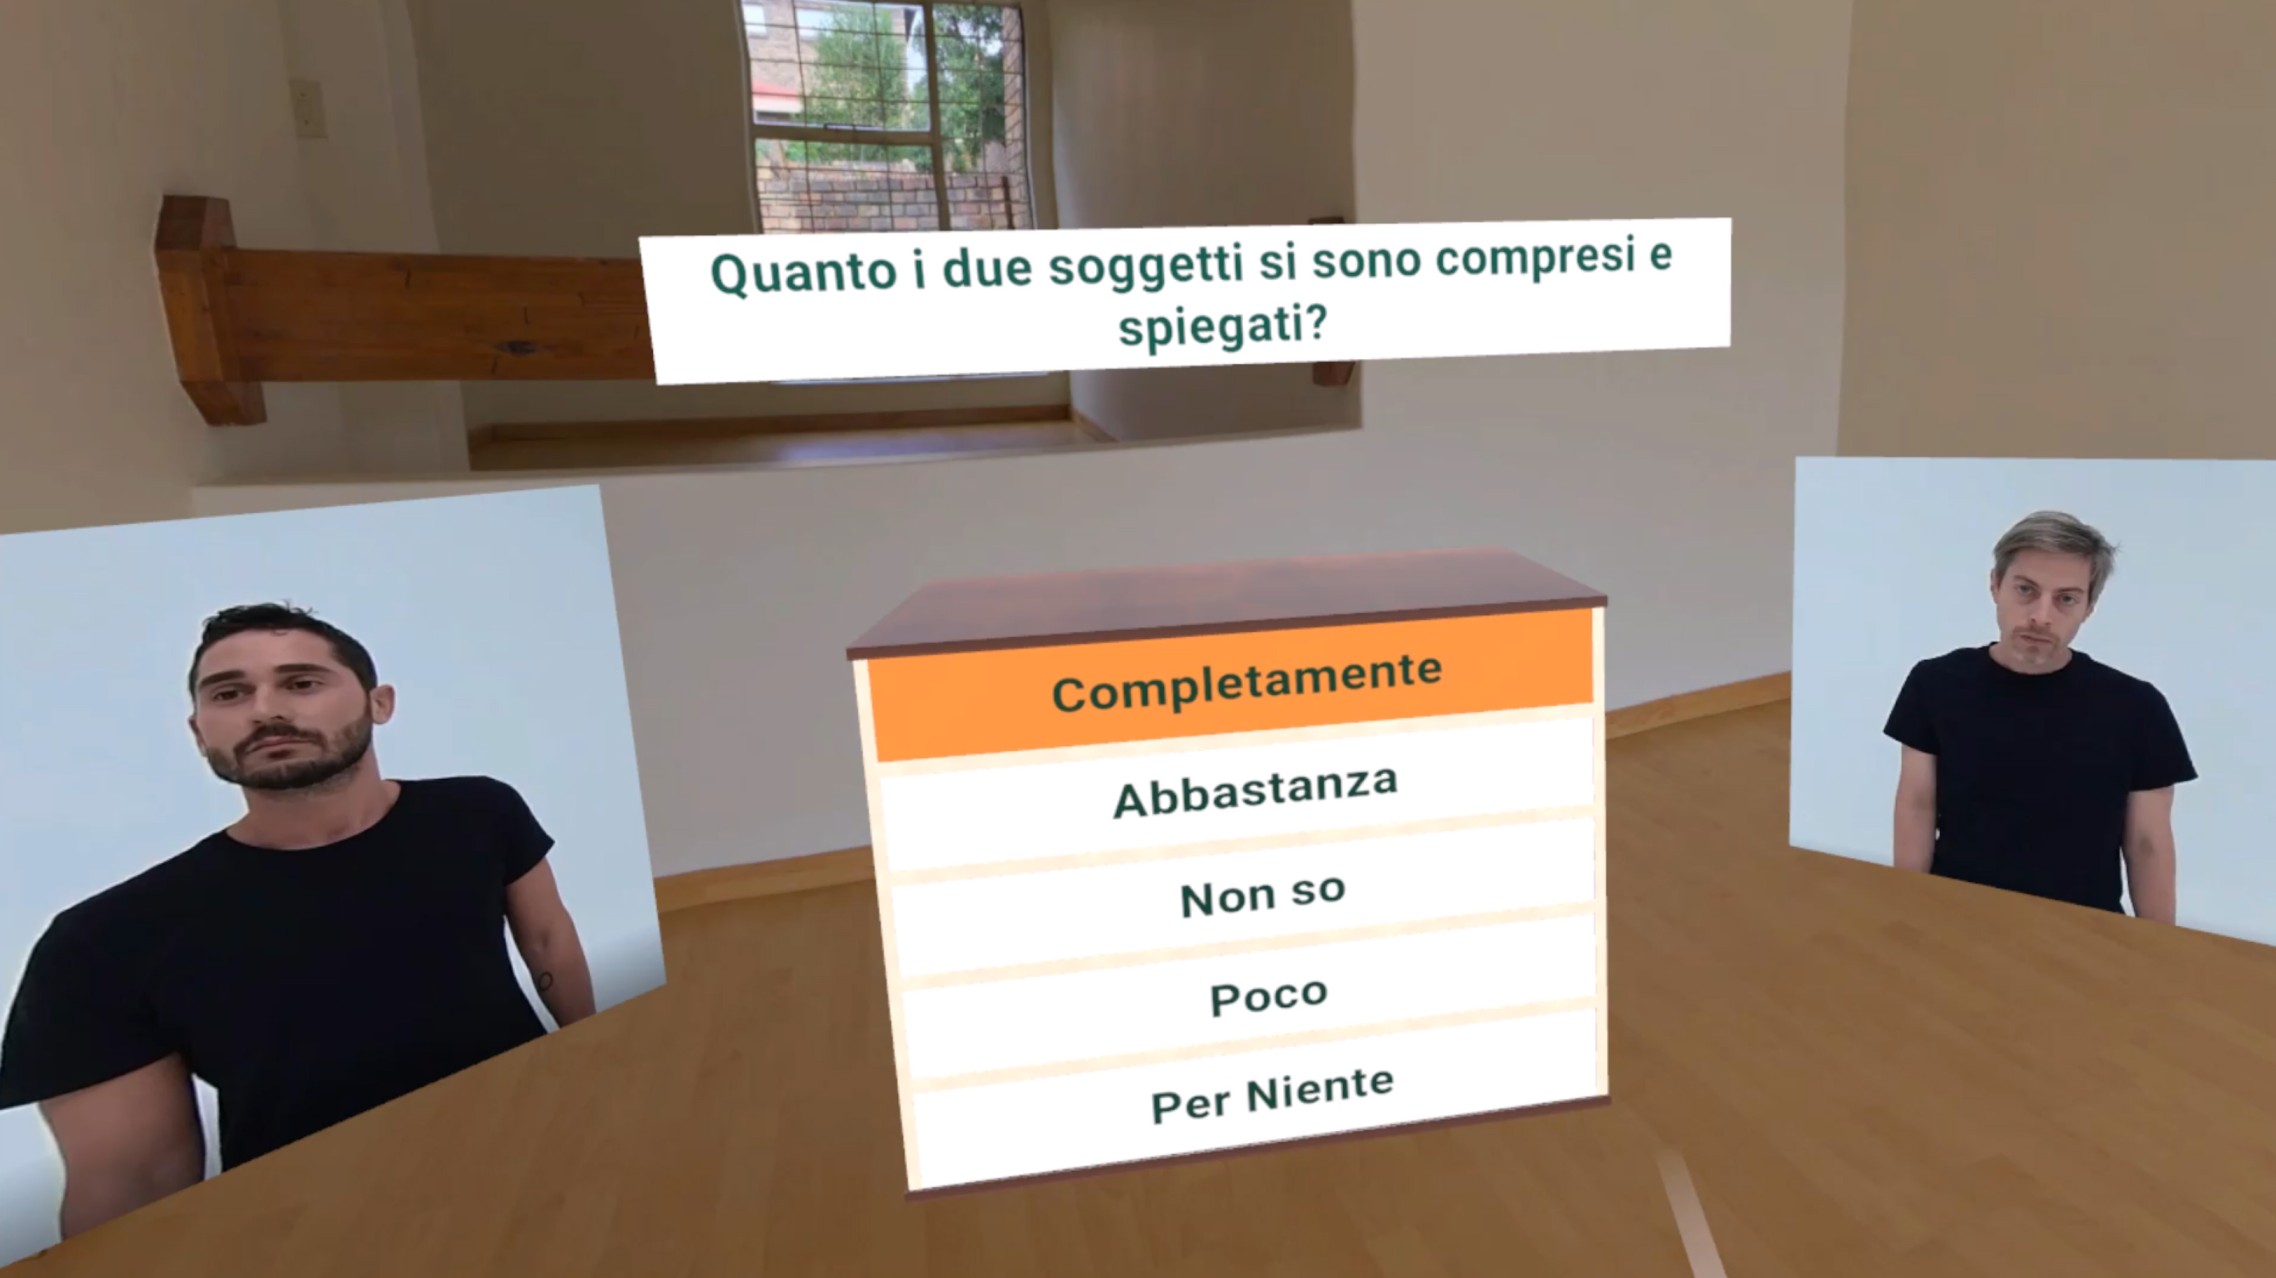 Quanto i due soggetti si sono compresi e
spiegati?
Completamente
Abbastanza
Non so
Poco
Per Niente